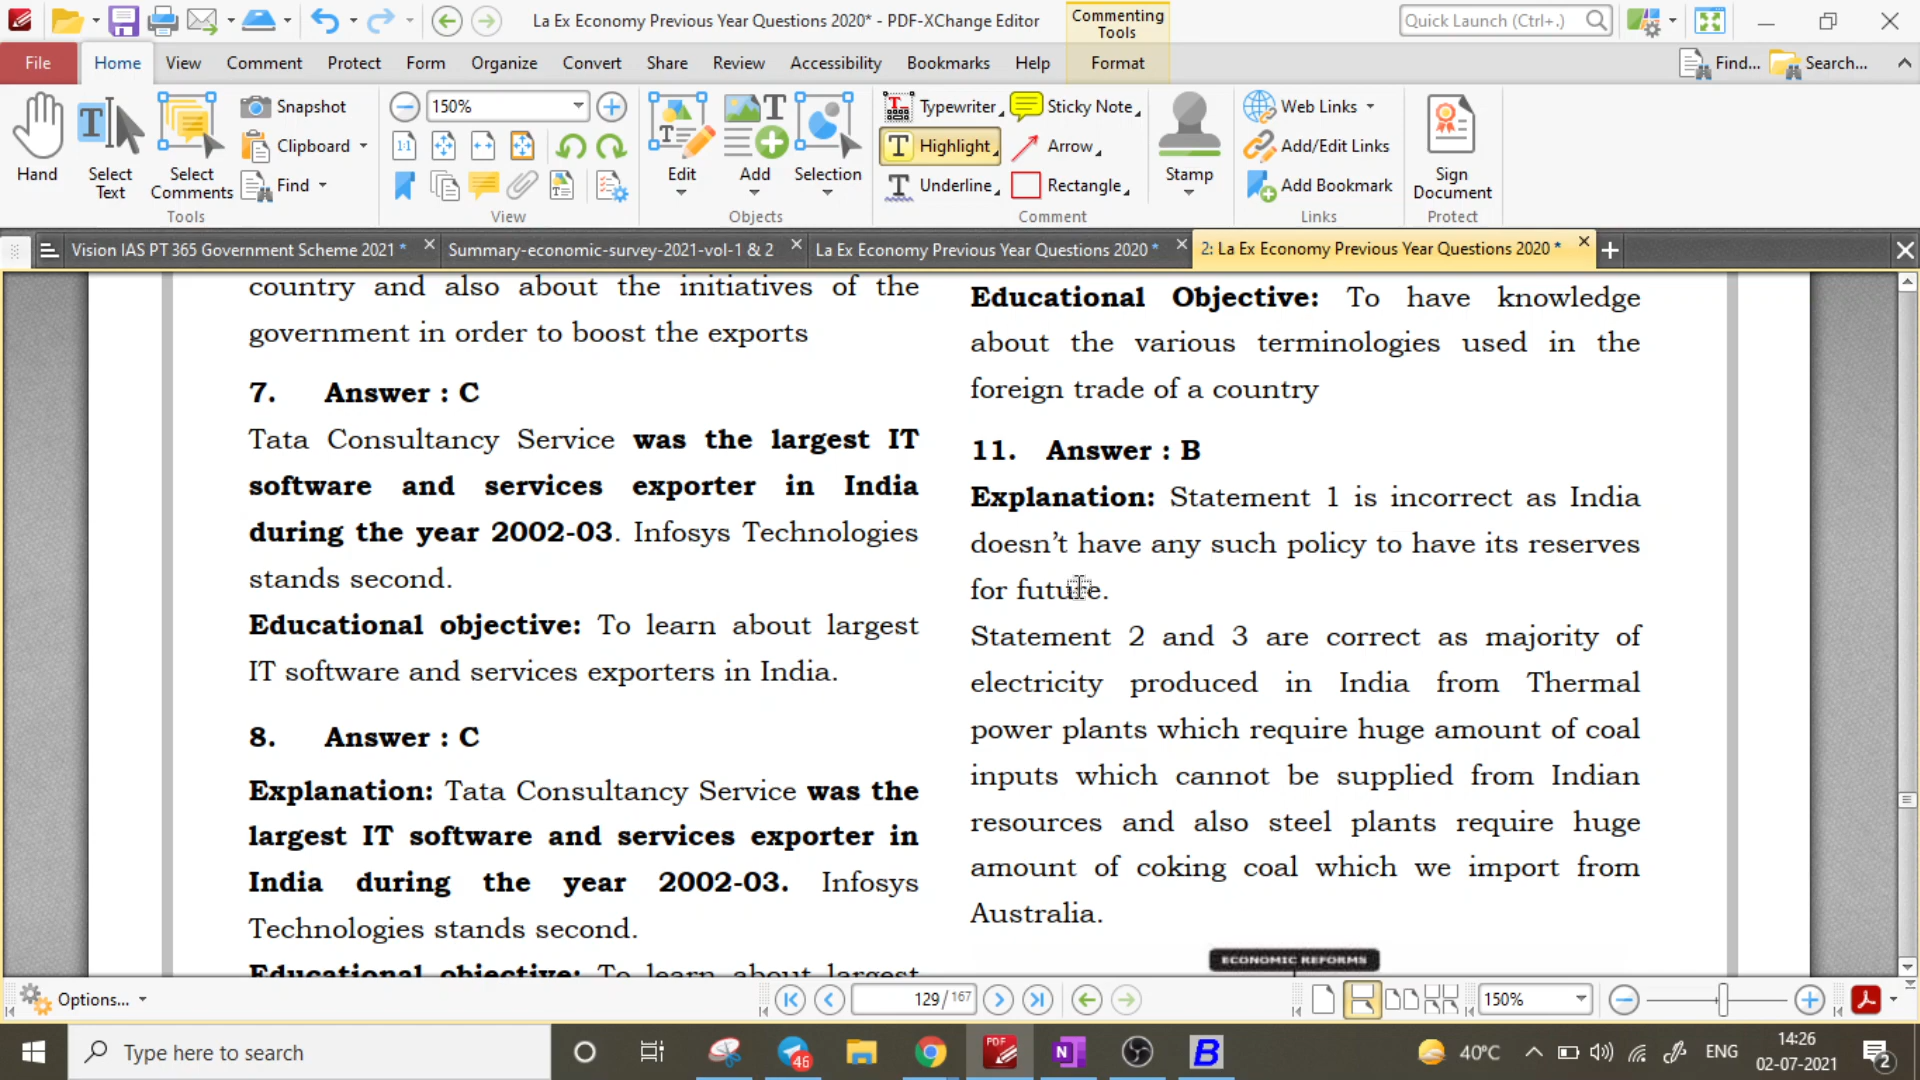 La Ex Economy Previous Year Questions 2020* - PDF-XChange Editor
Commenting
Tools
Quick Launch (Ctrl+.)
File
Home
View
Comment
Protect
Form
Organize
Convert
Share
Review
Accessibility
Bookmarks
Help
Format
Find...
Search...
Hand
Select
Text
Select
Comments
Snapshot
Clipboard
Find
Tools
150%
View
Edit
Add
Selection
Objects
Typewriter
Highlight
Underline
Sticky Note
Arrow
Rectangle
Stamp
Comment
Web Links
Add/Edit Links
Add Bookmark
Links
Sign
Document
Protect
Vision IAS PT 365 Government Scheme 2021 *
Summary-economic-survey-2021-vol-1 & 2
La Ex Economy Previous Year Questions 2020 *
2: La Ex Economy Previous Year Questions 2020 *
country and also about the initiatives of the
government in order to boost the exports
7. Answer : C
Tata Consultancy Service was the largest IT
software and services exporter in India
during the year 2002-03. Infosys Technologies
stands second.
Educational objective: To learn about largest
IT software and services exporters in India.
8. Answer : C
Explanation: Tata Consultancy Service was the
largest IT software and services exporter in
India during the year 2002-03. Infosys
Technologies stands second.
Educational objective: To learn about largest
Educational Objective: To have knowledge
about the various terminologies used in the
foreign trade of a country
11. Answer : B
Explanation: Statement 1 is incorrect as India
doesn't have any such policy to have its reserves
for future.
Statement 2 and 3 are correct as majority of
electricity produced in India from Thermal
power plants which require huge amount of coal
inputs which cannot be supplied from Indian
resources and also steel plants require huge
amount of coking coal which we import from
Australia.
ECONOMIC REFORMS
Options...
129 / 167
150%
Type here to search
46
PDF
N
B
40°C
ENG
14:26
02-07-2021
2